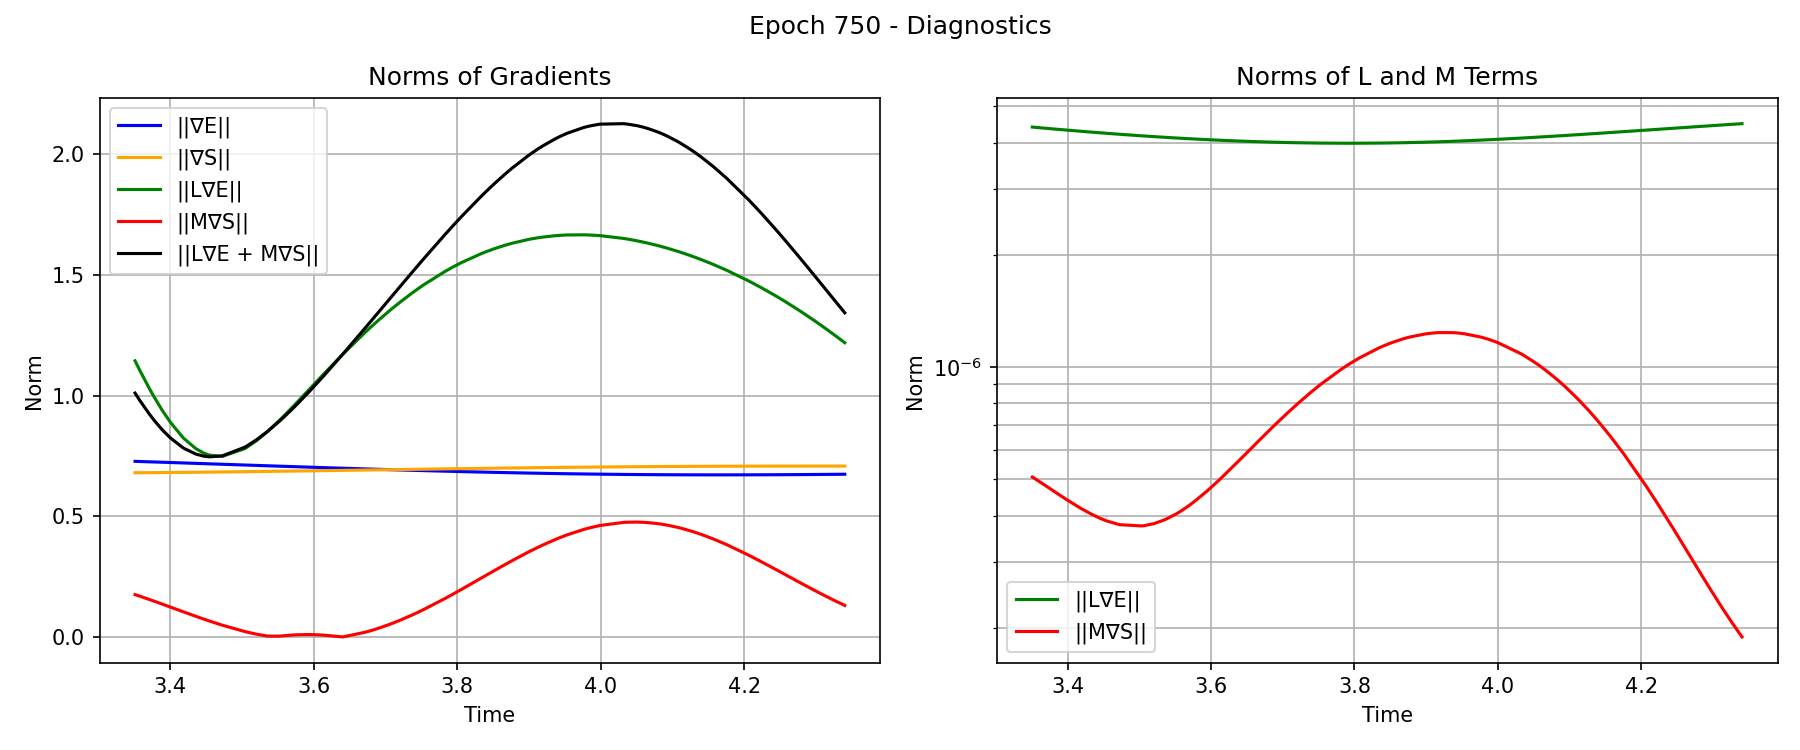 Epoch 750 - Diagnostics
Norms of Gradients
||∇E||
||∇S||
||L∇E||
||M∇S||
||L∇E + M∇S||
2.0
1.5
1.0
0.5
0.0
Norm
3.4
3.6
3.8
4.0
4.2
Time
Norms of L and M Terms
10⁻⁶
Norm
||L∇E||
||M∇S||
3.4
3.6
3.8
4.0
4.2
Time